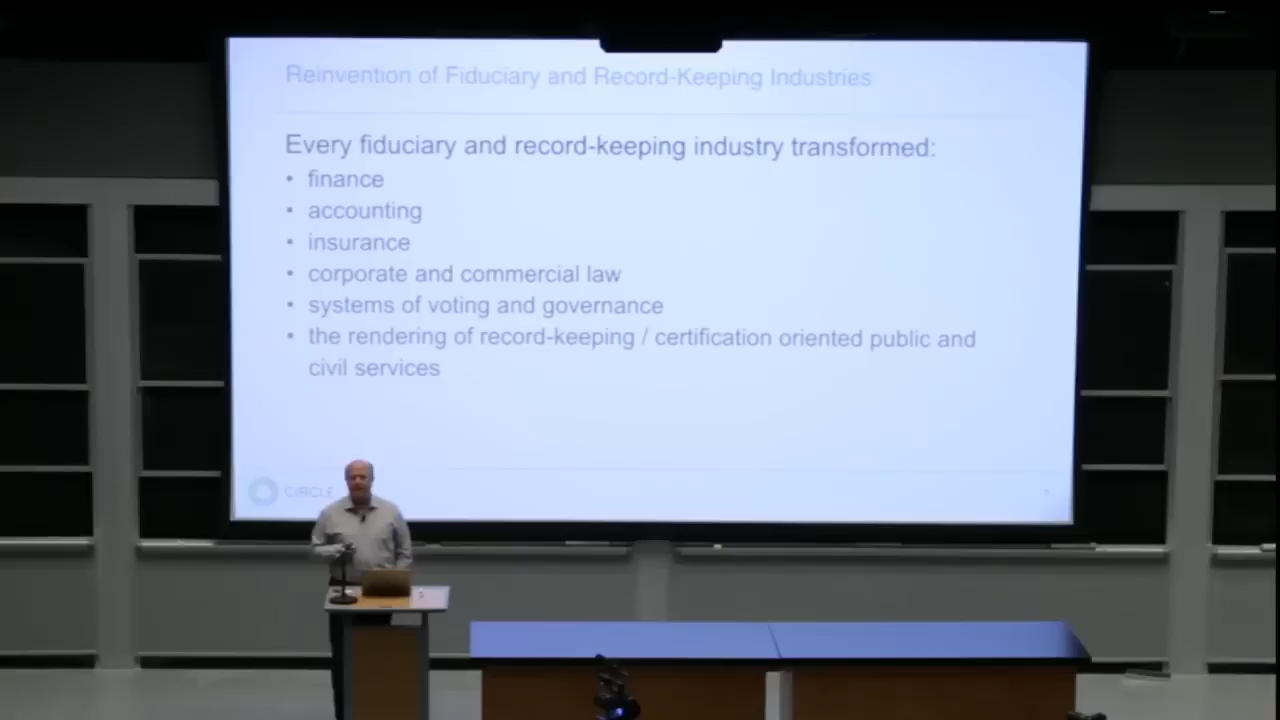 Reinvention of Fiduciary and Record-Keeping Industries
Every fiduciary and record-keeping industry transformed:
• finance
• accounting
• insurance
• corporate and commercial law
• systems of voting and governance
• the rendering of record-keeping / certification oriented public and
civil services
CIRCLE